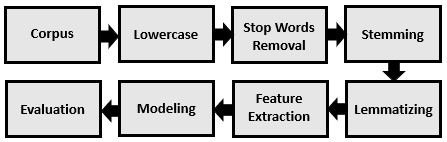 Corpus
Lowercase
Stop Words
Removal
Stemming
Lemmatizing
Feature
Extraction
Modeling
Evaluation